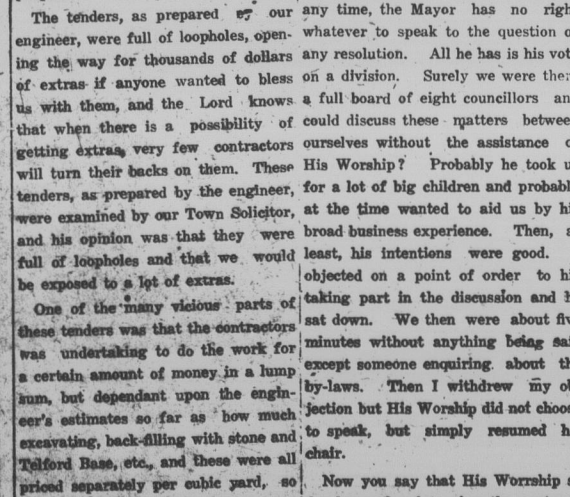 The tenders, as prepared by our
engineer, were full of loopholes, open-
ing the way for thousands of dollars
of extras if anyone wanted to bless
us with them, and the Lord knows
that when there is a possibility of
getting extras, very few contractors
will turn their backs on them. These
tenders, as prepared by the engineer,
were examined by our Town Solicitor,
and his opinion was that they were
full of loopholes and that we would
be exposed to a lot of extras.
One of the many vicious parts of
these tenders was that the contractors
was undertaking to do the work for
a certain amount of money in a lump
sum, but dependant upon the engin-
eer's estimates so far as how much
excavating, back-filling with stone and
Telford Base, etc., and these were all
priced separately per cubic yard, so
any time, the Mayor has no righ
whatever to speak to the question o
any resolution. All he has is his vot
on a division. Surely we were ther
a full board of eight councillors an
could discuss these matters betwee
ourselves without the assistance o
His Worship? Probably he took u
for a lot of big children and probabl
at the time wanted to aid us by hi
broad business experience. Then, a
least, his intentions were good.
objected on a point of order to hi
taking part in the discussion and h
sat down. We then were about fiv
minutes without anything being sai
except someone enquiring about th
by-laws. Then I withdrew my ob
jection but His Worship did not choos
to speak, but simply resumed h
chair.
Now you say that His Worrship s